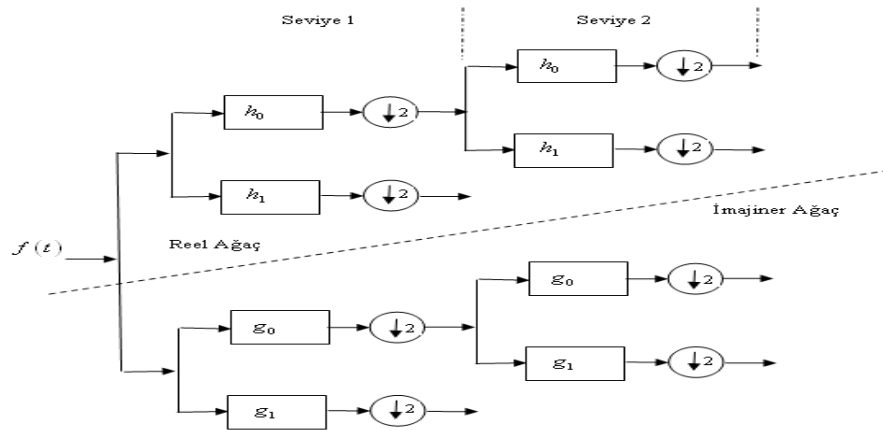 Seviye 1 Seviye 2
h₀ ↓2
h₀ ↓2
h₁ ↓2
h₁ ↓2
İmajiner Ağaç
f (t)
Reel Ağaç
g₀ ↓2
g₀ ↓2
g₁ ↓2
g₁ ↓2